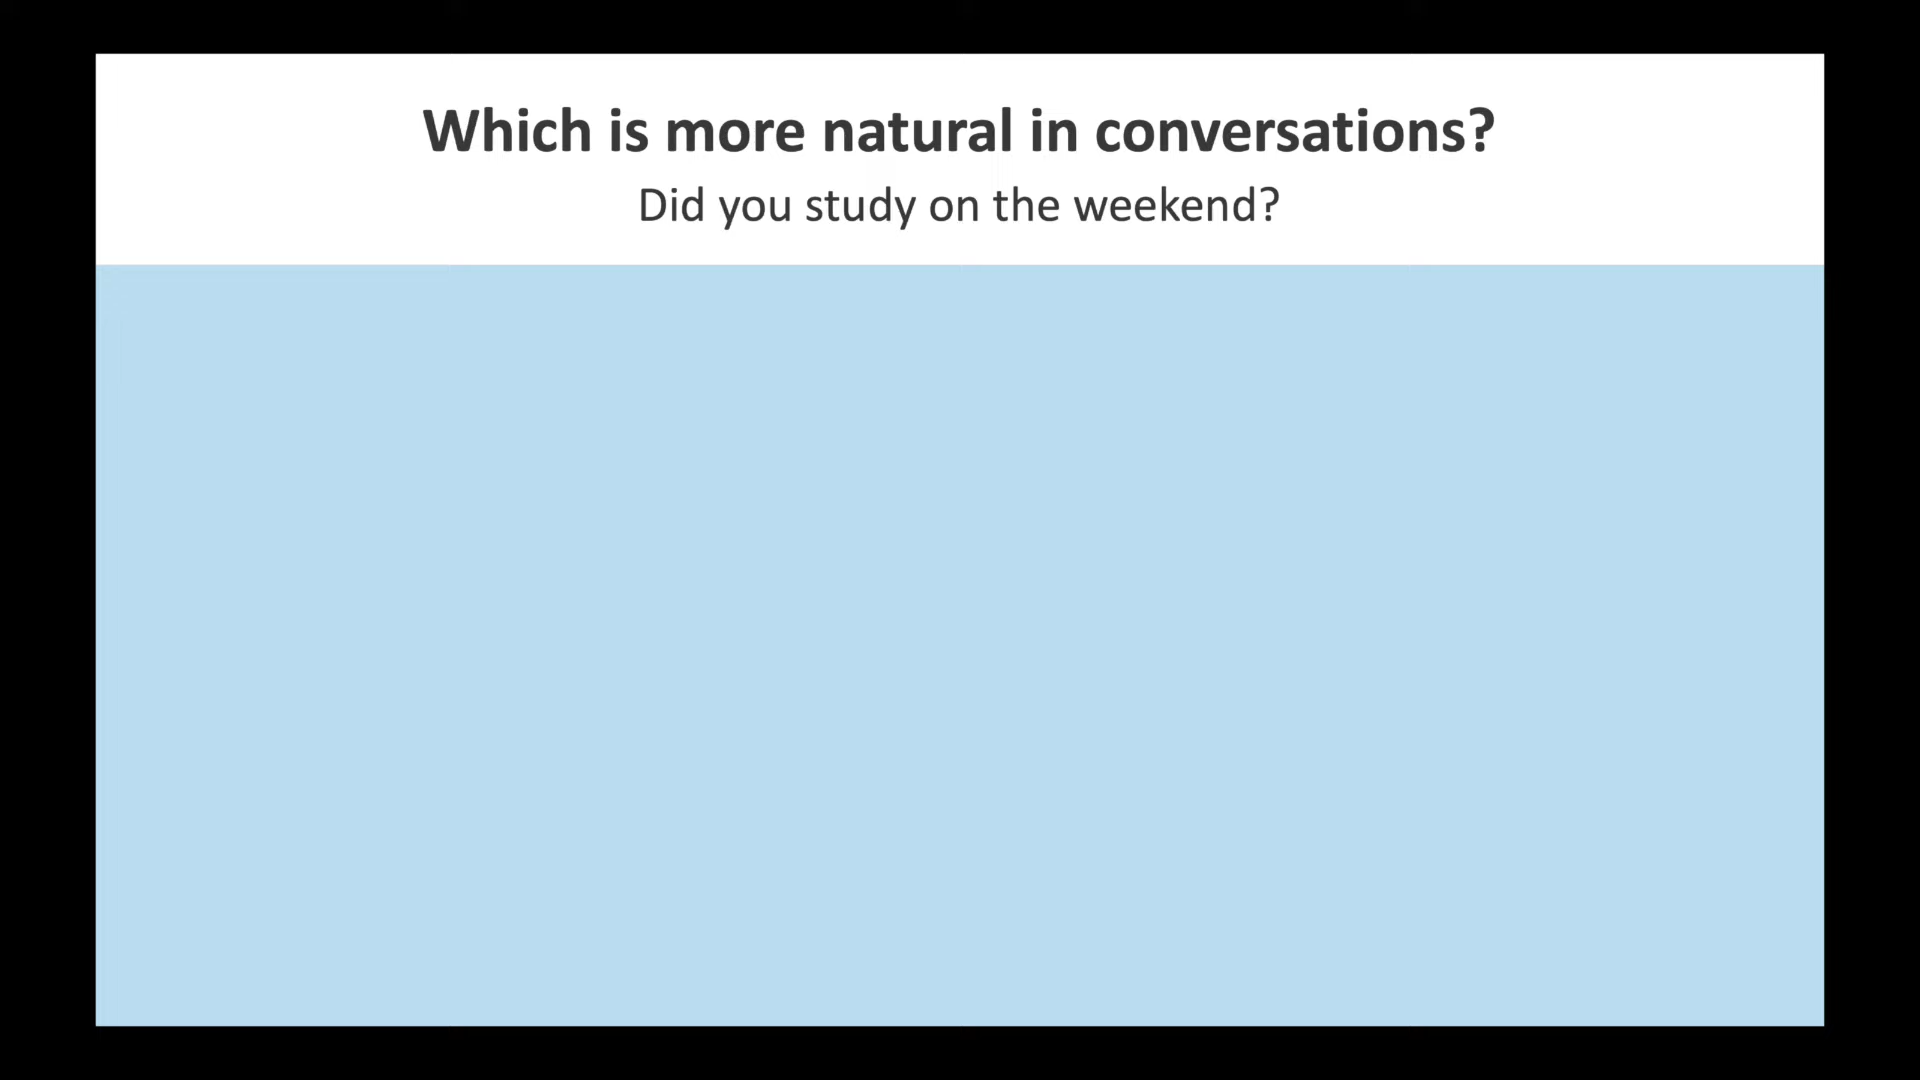 Which is more natural in conversations?
Did you study on the weekend?